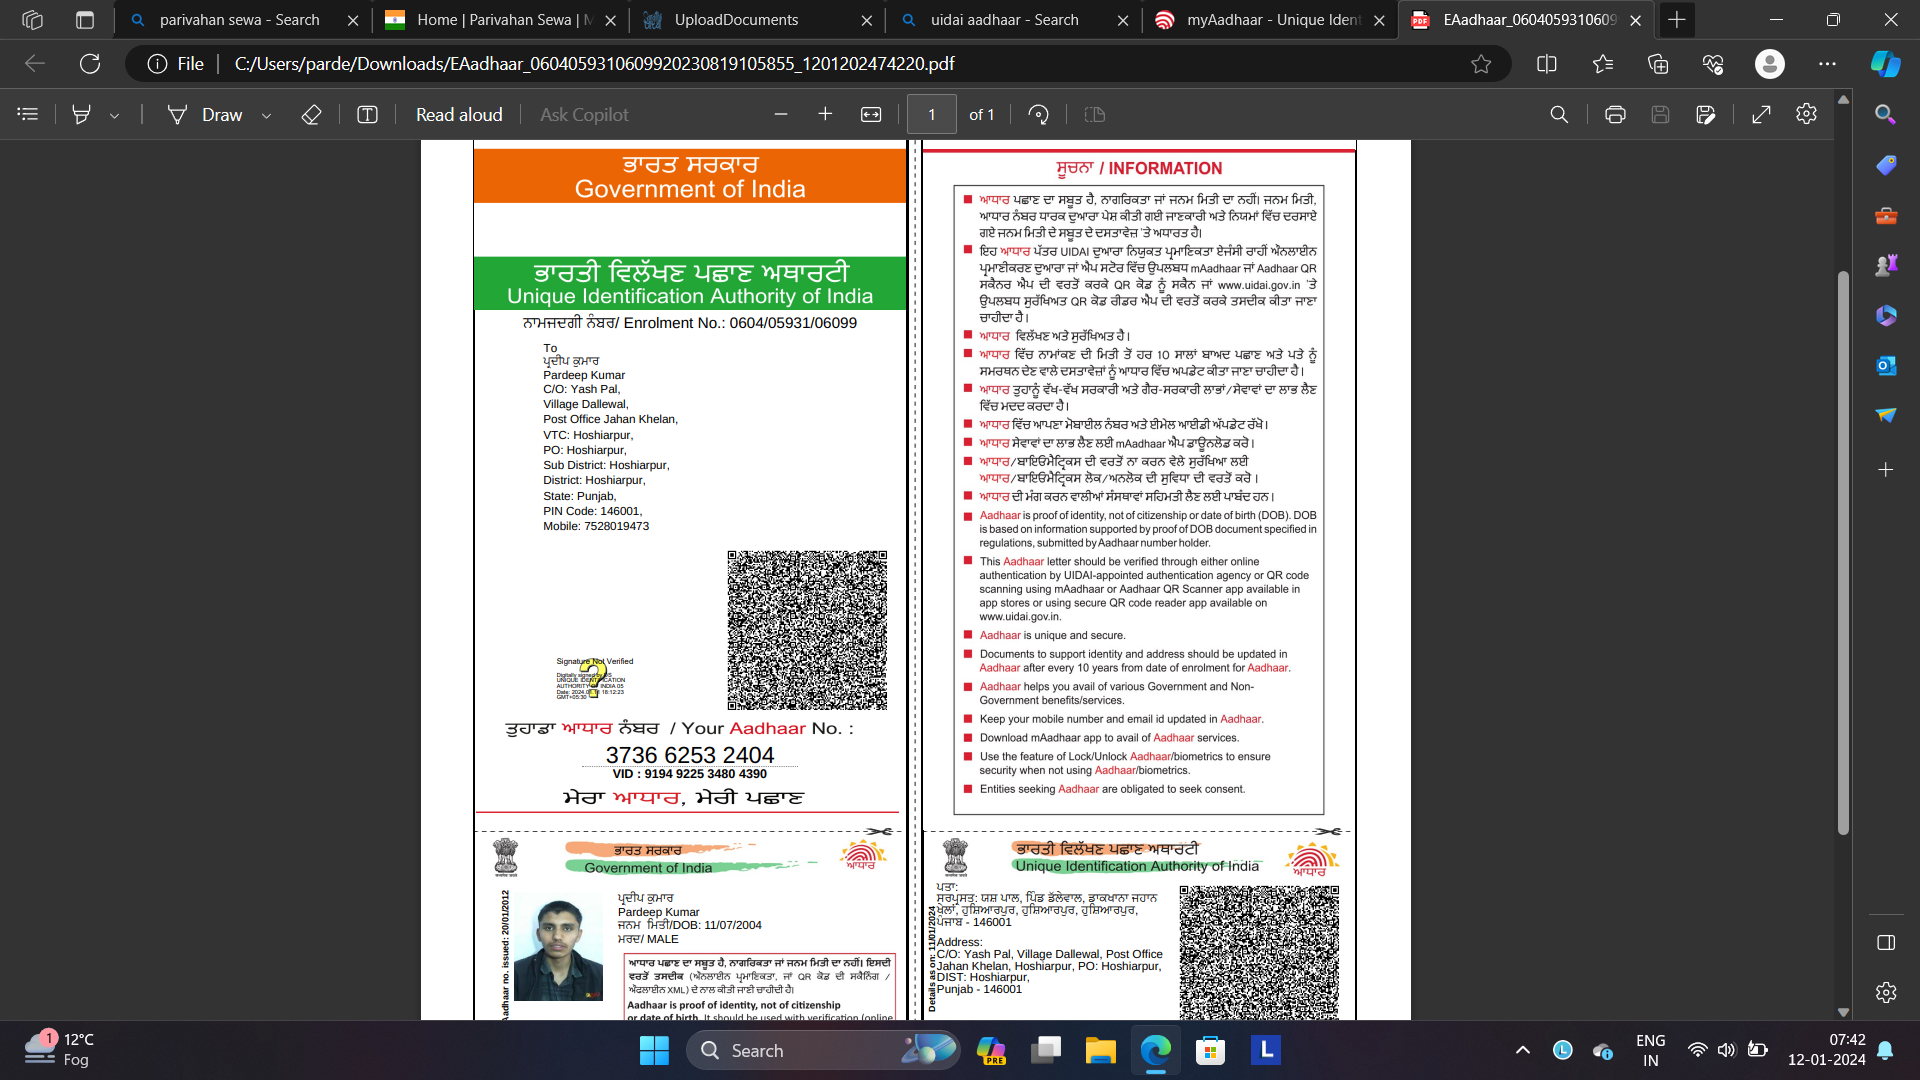 parivahan sewa - Search
Home | Parivahan Sewa | M
UploadDocuments
uidai aadhaar - Search
myAadhaar - Unique Ident
EAadhaar_0604059310609
File
C:/Users/parde/Downloads/EAadhaar_0604059310609920230819105855_1201202474220.pdf
Draw
Read aloud
Ask Copilot
1 of 1
ਭਾਰਤ ਸਰਕਾਰ
Government of India
ਭਾਰਤੀ ਵਿਲੱਖਣ ਪਛਾਣ ਅਥਾਰਟੀ
Unique Identification Authority of India
ਨਾਮਜਦਗੀ ਨੰਬਰ/ Enrolment No.: 0604/05931/06099
To
ਪ੍ਰਦੀਪ ਕੁਮਾਰ
Pardeep Kumar
C/O: Yash Pal,
Village Dallewal,
Post Office Jahan Khelan,
VTC: Hoshiarpur,
PO: Hoshiarpur,
Sub District: Hoshiarpur,
District: Hoshiarpur,
State: Punjab,
PIN Code: 146001,
Mobile: 7528019473
Signature Not Verified
Digitally signed by DS
UNIQUE IDENTIFICATION
AUTHORITY OF INDIA 05
Date: 2024.01.11 18:12:23
GMT+05:30
ਤੁਹਾਡਾ ਆਧਾਰ ਨੰਬਰ / Your Aadhaar No. :
3736 6253 2404
VID : 9194 9225 3480 4390
ਮੇਰਾ ਆਧਾਰ, ਮੇਰੀ ਪਛਾਣ
ਭਾਰਤ ਸਰਕਾਰ
Government of India
ਆਧਾਰ
Aadhaar no. issued: 20/01/2012
ਪ੍ਰਦੀਪ ਕੁਮਾਰ
Pardeep Kumar
ਜਨਮ ਮਿਤੀ/DOB: 11/07/2004
ਮਰਦ/ MALE
ਆਧਾਰ ਪਛਾਣ ਦਾ ਸਬੂਤ ਹੈ, ਨਾਗਰਿਕਤਾ ਜਾਂ ਜਨਮ ਮਿਤੀ ਦਾ ਨਹੀਂ। ਇਸਦੀ
ਵਰਤੋਂ ਤਸਦੀਕ (ਔਨਲਾਈਨ ਪ੍ਰਮਾਣਿਕਤਾ, ਜਾਂ QR ਕੋਡ ਦੀ ਸਕੈਨਿੰਗ /
ਔਫਲਾਈਨ XML) ਦੇ ਨਾਲ ਕੀਤੀ ਜਾਣੀ ਚਾਹੀਦੀ ਹੈ।
Aadhaar is proof of identity, not of citizenship
or date of birth. It should be used with verification (online
ਸੂਚਨਾ / INFORMATION
ਆਧਾਰ ਪਛਾਣ ਦਾ ਸਬੂਤ ਹੈ, ਨਾਗਰਿਕਤਾ ਜਾਂ ਜਨਮ ਮਿਤੀ ਦਾ ਨਹੀਂ। ਜਨਮ ਮਿਤੀ,
ਆਧਾਰ ਨੰਬਰ ਧਾਰਕ ਦੁਆਰਾ ਪੇਸ਼ ਕੀਤੀ ਗਈ ਜਾਣਕਾਰੀ ਅਤੇ ਨਿਯਮਾਂ ਵਿੱਚ ਦਰਸਾਏ
ਗਏ ਜਨਮ ਮਿਤੀ ਦੇ ਸਬੂਤ ਦੇ ਦਸਤਾਵੇਜ਼ 'ਤੇ ਅਧਾਰਤ ਹੈ।
ਇਹ ਆਧਾਰ ਪੱਤਰ UIDAI ਦੁਆਰਾ ਨਿਯੁਕਤ ਪ੍ਰਮਾਣਿਕਤਾ ਏਜੰਸੀ ਰਾਹੀਂ ਔਨਲਾਈਨ
ਪ੍ਰਮਾਣੀਕਰਣ ਦੁਆਰਾ ਜਾਂ ਐਪ ਸਟੋਰ ਵਿੱਚ ਉਪਲਬਧ mAadhaar ਜਾਂ Aadhaar QR
ਸਕੈਨਰ ਐਪ ਦੀ ਵਰਤੋਂ ਕਰਕੇ QR ਕੋਡ ਨੂੰ ਸਕੈਨ ਜਾਂ www.uidai.gov.in 'ਤੇ
ਉਪਲਬਧ ਸੁਰੱਖਿਅਤ QR ਕੋਡ ਰੀਡਰ ਐਪ ਦੀ ਵਰਤੋਂ ਕਰਕੇ ਤਸਦੀਕ ਕੀਤਾ ਜਾਣਾ
ਚਾਹੀਦਾ ਹੈ।
ਆਧਾਰ ਵਿਲੱਖਣ ਅਤੇ ਸੁਰੱਖਿਅਤ ਹੈ।
ਆਧਾਰ ਵਿੱਚ ਨਾਮਾਂਕਣ ਦੀ ਮਿਤੀ ਤੋਂ ਹਰ 10 ਸਾਲਾਂ ਬਾਅਦ ਪਛਾਣ ਅਤੇ ਪਤੇ ਨੂੰ
ਸਮਰਥਨ ਦੇਣ ਵਾਲੇ ਦਸਤਾਵੇਜ਼ਾਂ ਨੂੰ ਆਧਾਰ ਵਿੱਚ ਅਪਡੇਟ ਕੀਤਾ ਜਾਣਾ ਚਾਹੀਦਾ ਹੈ।
ਆਧਾਰ ਤੁਹਾਨੂੰ ਵੱਖ-ਵੱਖ ਸਰਕਾਰੀ ਅਤੇ ਗੈਰ-ਸਰਕਾਰੀ ਲਾਭਾਂ/ਸੇਵਾਵਾਂ ਦਾ ਲਾਭ ਲੈਣ
ਵਿੱਚ ਮਦਦ ਕਰਦਾ ਹੈ।
ਆਧਾਰ ਵਿੱਚ ਆਪਣਾ ਮੋਬਾਈਲ ਨੰਬਰ ਅਤੇ ਈਮੇਲ ਆਈਡੀ ਅੱਪਡੇਟ ਰੱਖੋ।
ਆਧਾਰ ਸੇਵਾਵਾਂ ਦਾ ਲਾਭ ਲੈਣ ਲਈ mAadhaar ਐਪ ਡਾਊਨਲੋਡ ਕਰੋ।
ਆਧਾਰ/ਬਾਇਓਮੈਟ੍ਰਿਕਸ ਦੀ ਵਰਤੋਂ ਨਾ ਕਰਨ ਵੇਲੇ ਸੁਰੱਖਿਆ ਲਈ
ਆਧਾਰ/ਬਾਇਓਮੈਟ੍ਰਿਕਸ ਲੋਕ/ਅਨਲੋਕ ਦੀ ਸੁਵਿਧਾ ਦੀ ਵਰਤੋਂ ਕਰੋ।
ਆਧਾਰ ਦੀ ਮੰਗ ਕਰਨ ਵਾਲੀਆਂ ਸੰਸਥਾਵਾਂ ਸਹਿਮਤੀ ਲੈਣ ਲਈ ਪਾਬੰਦ ਹਨ।
Aadhaar is proof of identity, not of citizenship or date of birth (DOB). DOB
is based on information supported by proof of DOB document specified in
regulations, submitted by Aadhaar number holder.
This Aadhaar letter should be verified through either online
authentication by UIDAI-appointed authentication agency or QR code
scanning using mAadhaar or Aadhaar QR Scanner app available in
app stores or using secure QR code reader app available on
www.uidai.gov.in.
Aadhaar is unique and secure.
Documents to support identity and address should be updated in
Aadhaar after every 10 years from date of enrolment for Aadhaar.
Aadhaar helps you avail of various Government and Non-
Government benefits/services.
Keep your mobile number and email id updated in Aadhaar.
Download mAadhaar app to avail of Aadhaar services.
Use the feature of Lock/Unlock Aadhaar/biometrics to ensure
security when not using Aadhaar/biometrics.
Entities seeking Aadhaar are obligated to seek consent.
ਭਾਰਤੀ ਵਿਲੱਖਣ ਪਛਾਣ ਅਥਾਰਟੀ
Unique Identification Authority of India
ਆਧਾਰ
Details as on: 11/01/2024
ਪਤਾ:
ਸਰਪ੍ਰਸਤ: ਯਸ਼ ਪਾਲ, ਪਿੰਡ ਡੱਲੇਵਾਲ, ਡਾਕਖਾਨਾ ਜਹਾਨ
ਖੇਲਾਂ, ਹੁਸ਼ਿਆਰਪੁਰ, ਹੁਸ਼ਿਆਰਪੁਰ, ਹੁਸ਼ਿਆਰਪੁਰ,
ਪੰਜਾਬ - 146001
Address:
C/O: Yash Pal, Village Dallewal, Post Office
Jahan Khelan, Hoshiarpur, PO: Hoshiarpur,
DIST: Hoshiarpur,
Punjab - 146001
1
12°C
Fog
Search
PRE
L
L
ENG
IN
07:42
12-01-2024